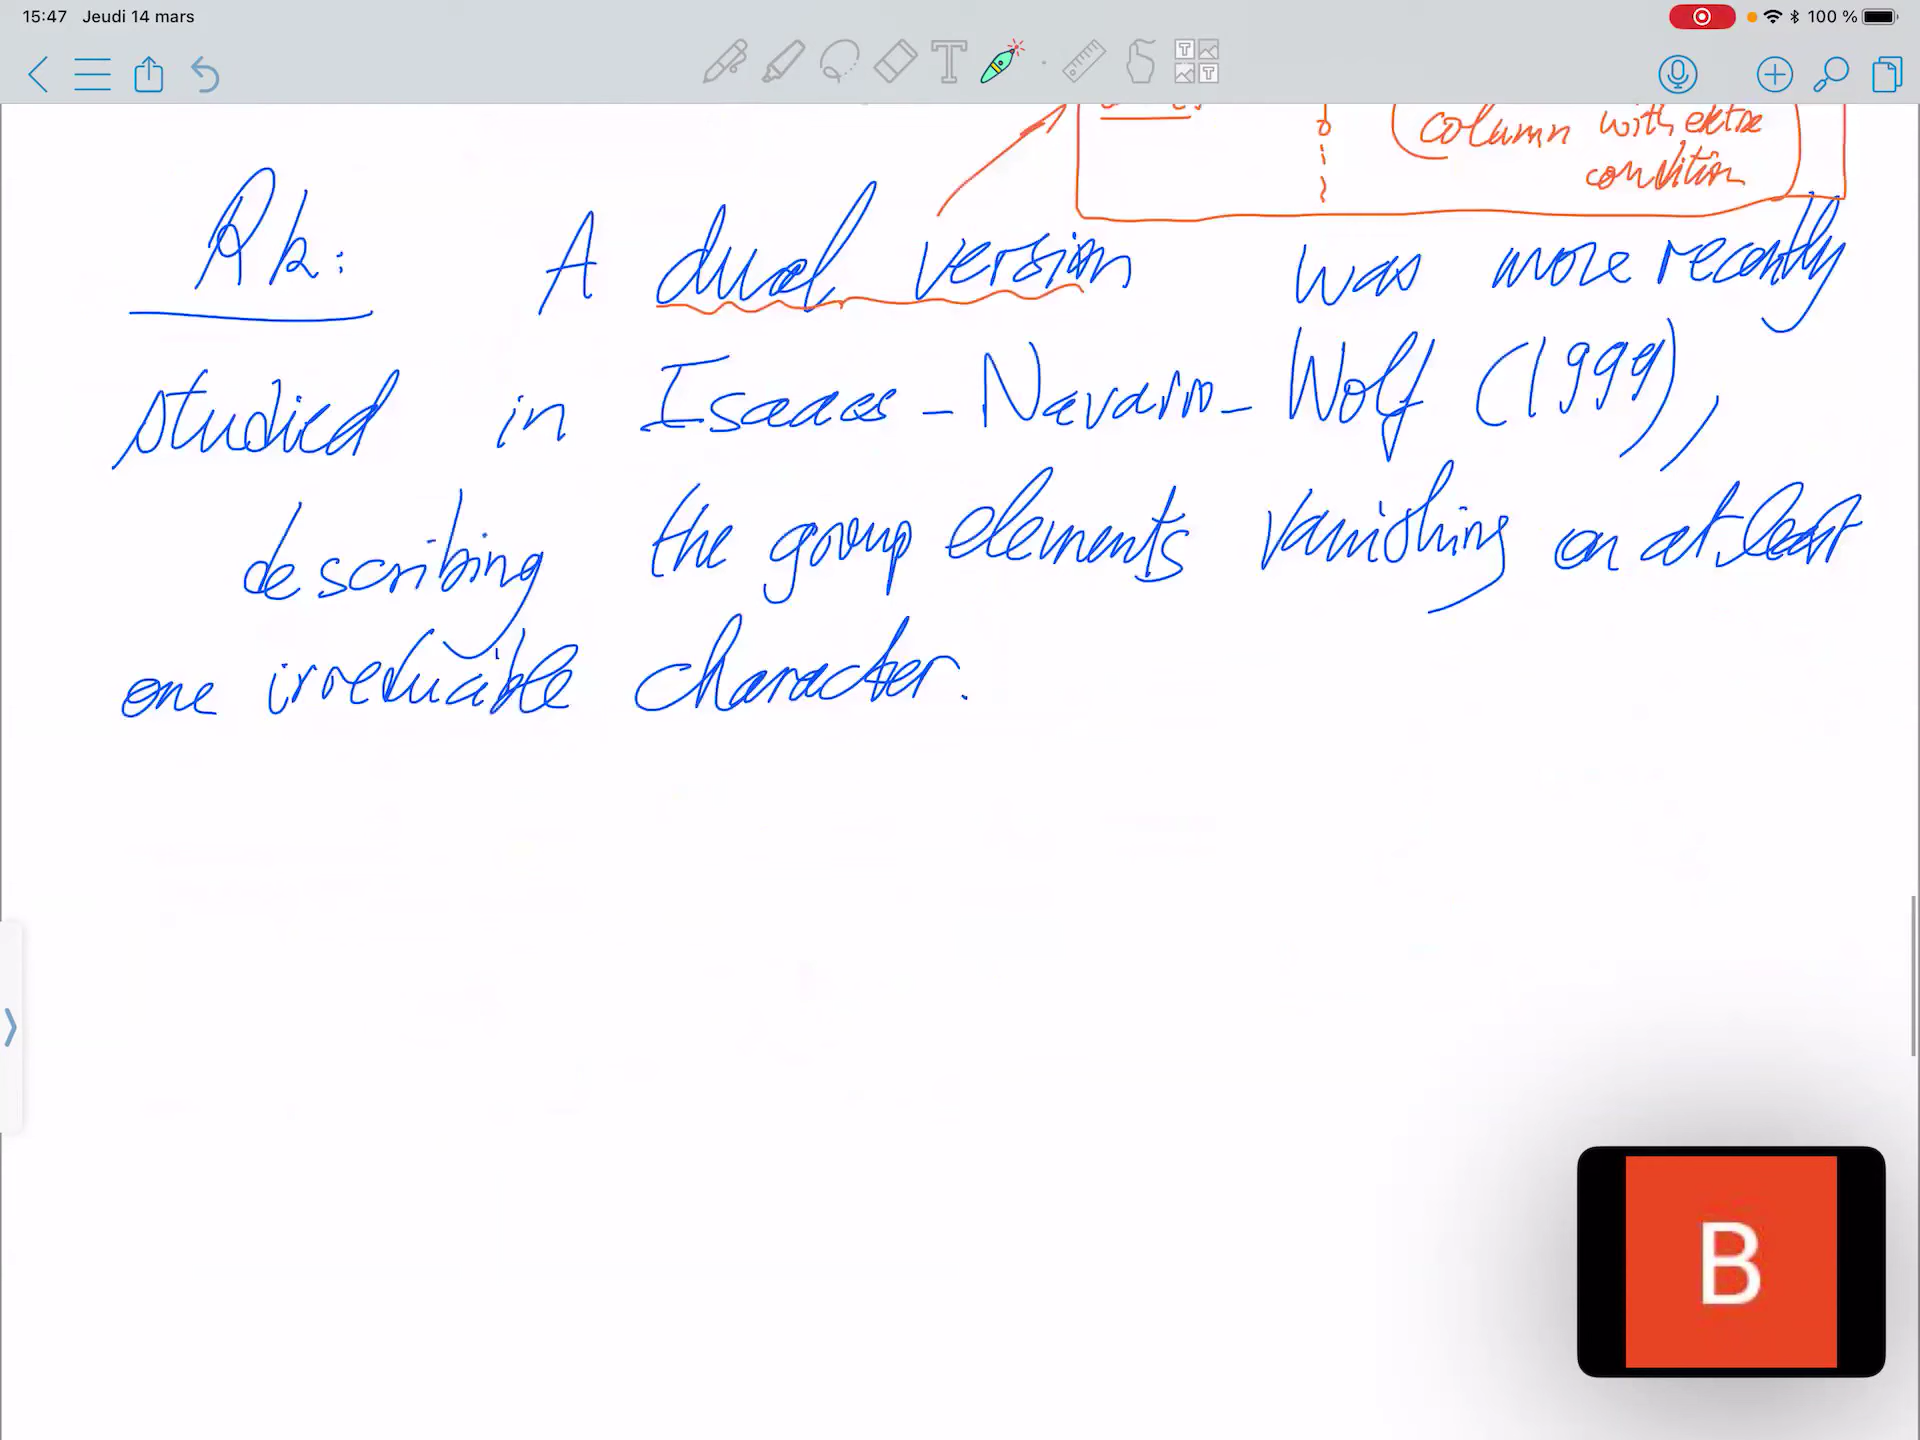 15:47 Jeudi 14 mars 100 %
column with extra
condition
Rk: A dual version was more recently
studied in Isaacs - Navarro - Wolf (1999),
describing the group elements vanishing on at least
one irreducible character.
B